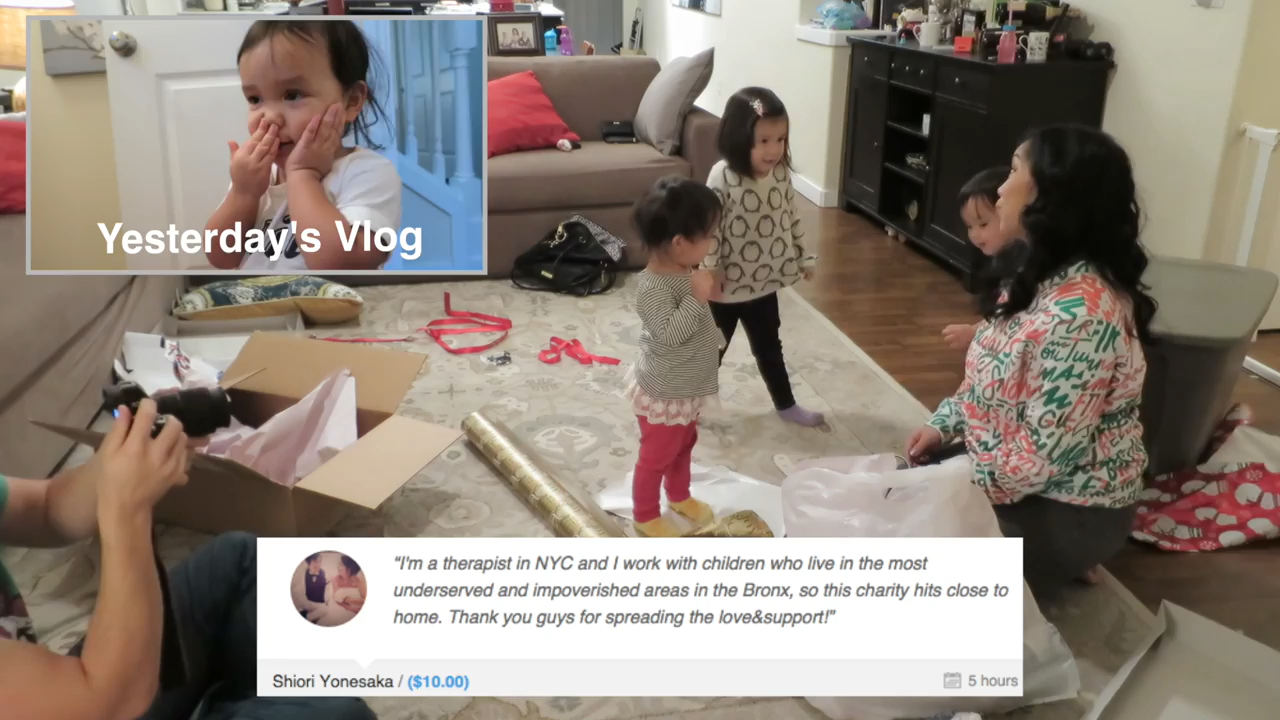 Yesterday's Vlog
“I'm a therapist in NYC and I work with children who live in the most
underserved and impoverished areas in the Bronx, so this charity hits close to
home. Thank you guys for spreading the love&support!”
Shiori Yonesaka / ($10.00)
5 hours